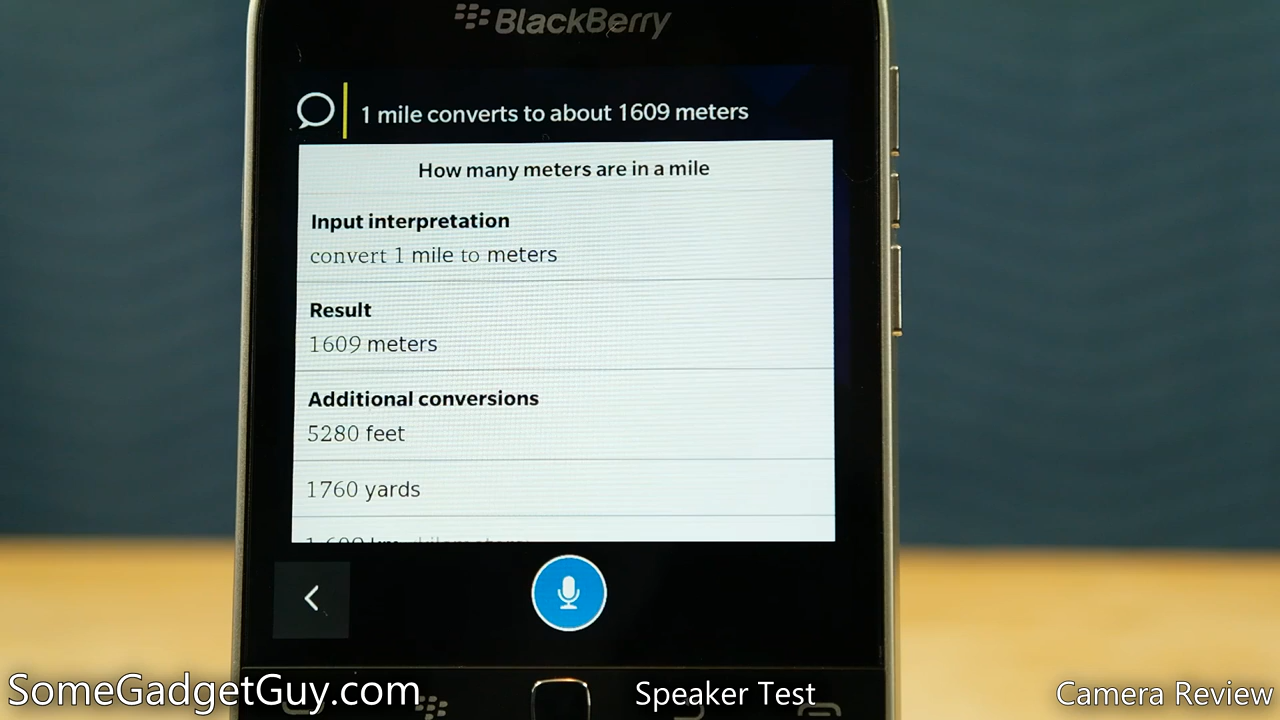 BlackBerry
1 mile converts to about 1609 meters
How many meters are in a mile
Input interpretation
convert 1 mile to meters
Result
1609 meters
Additional conversions
5280 feet
1760 yards
SomeGadgetGuy.com
Speaker Test
Camera Review